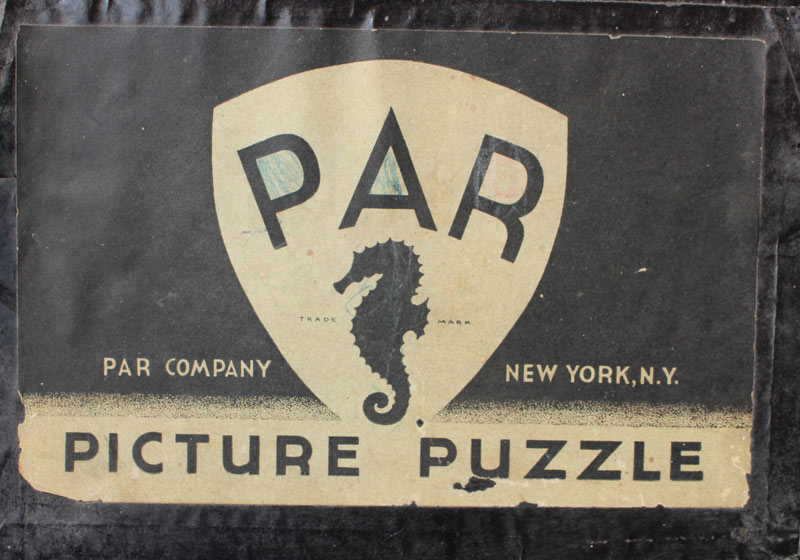 PAR
TRADE MARK
PAR COMPANY NEW YORK, N.Y.
PICTURE PUZZLE